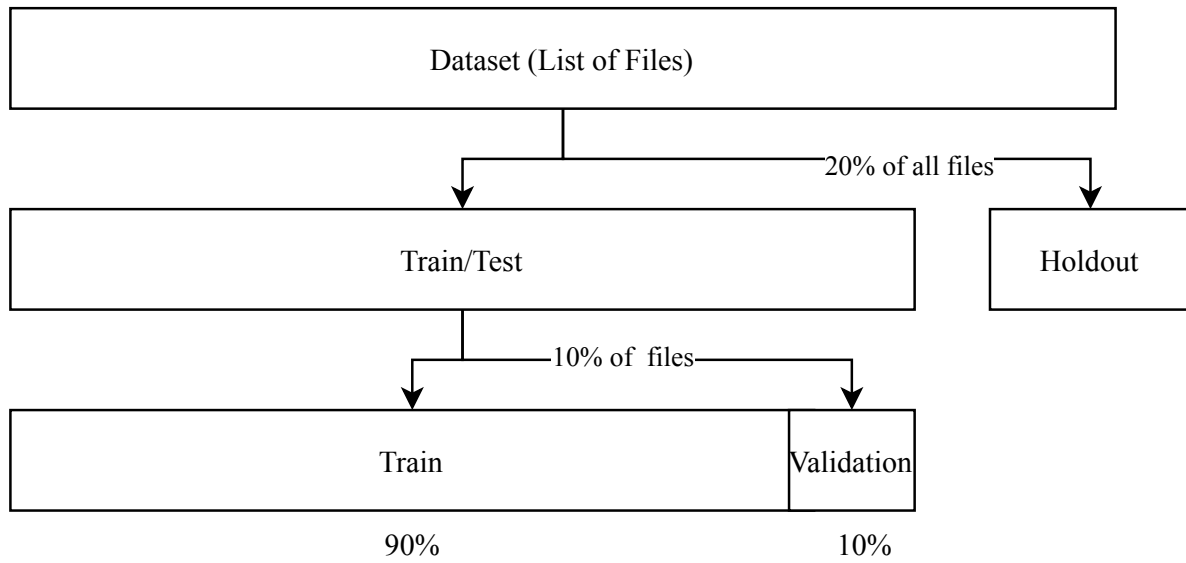 Dataset (List of Files)
20% of all files
Train/Test
Holdout
10% of  files
Train
Validation
90%
10%